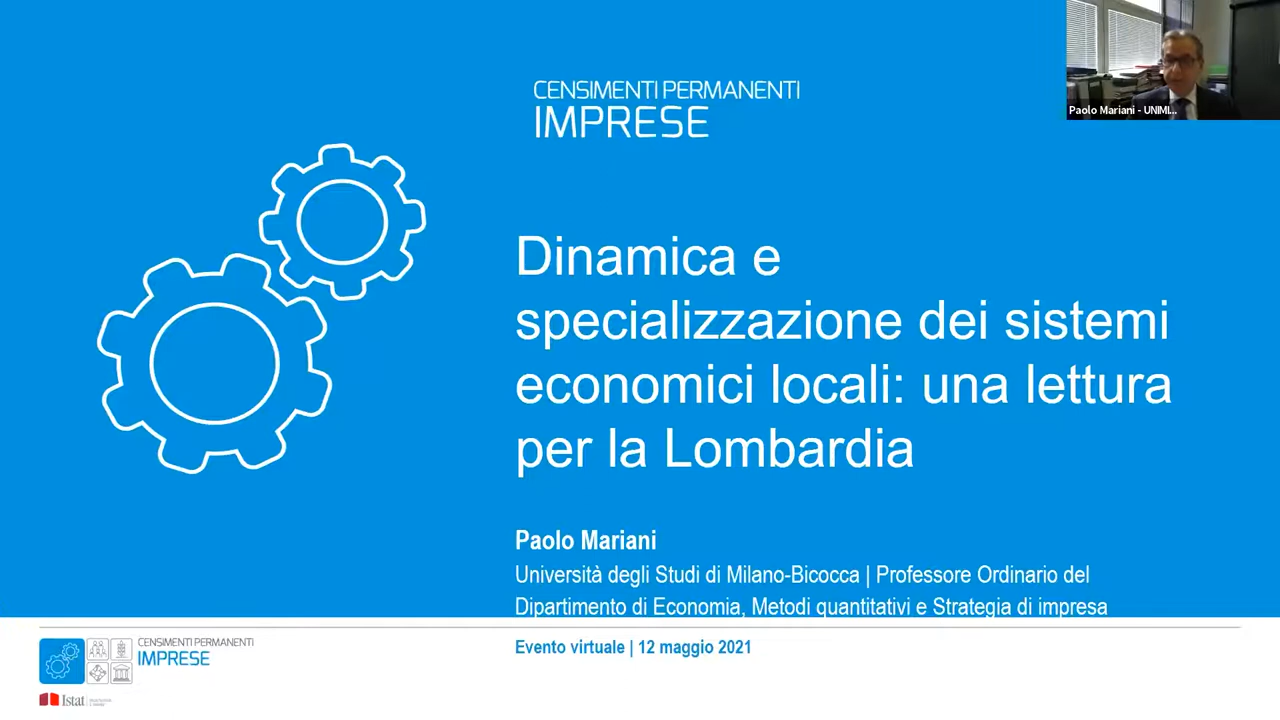 CENSIMENTI PERMANENTI
IMPRESE
Paolo Mariani - UNIMI...
Dinamica e
specializzazione dei sistemi
economici locali: una lettura
per la Lombardia
Paolo Mariani
Università degli Studi di Milano-Bicocca | Professore Ordinario del
Dipartimento di Economia, Metodi quantitativi e Strategia di impresa
Evento virtuale | 12 maggio 2021
CENSIMENTI PERMANENTI
IMPRESE
Istat